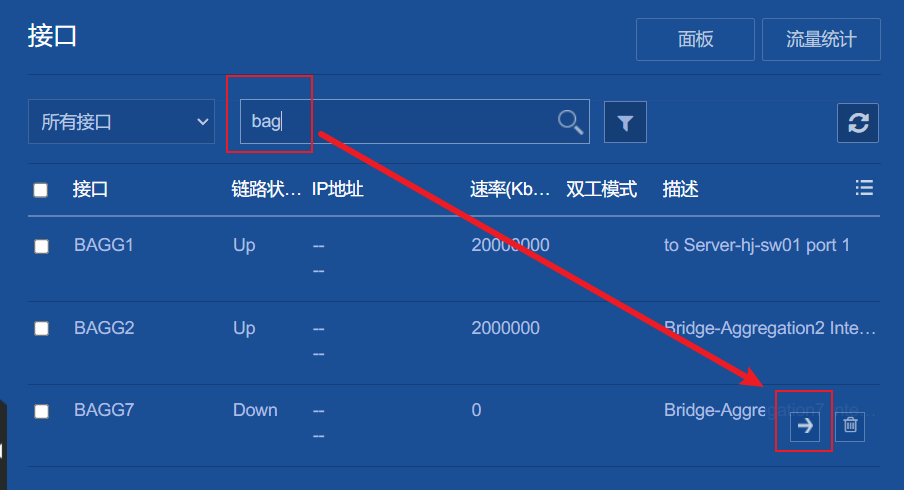 接口
面板 流量统计
所有接口 bag
接口 链路状... IP地址 速率(Kb... 双工模式 描述
BAGG1 Up -- 20000000 to Server-hj-sw01 port 1
--
BAGG2 Up -- 2000000 Bridge-Aggregation2 Inte...
--
BAGG7 Down -- 0 Bridge-Aggregation7 Inte...
--